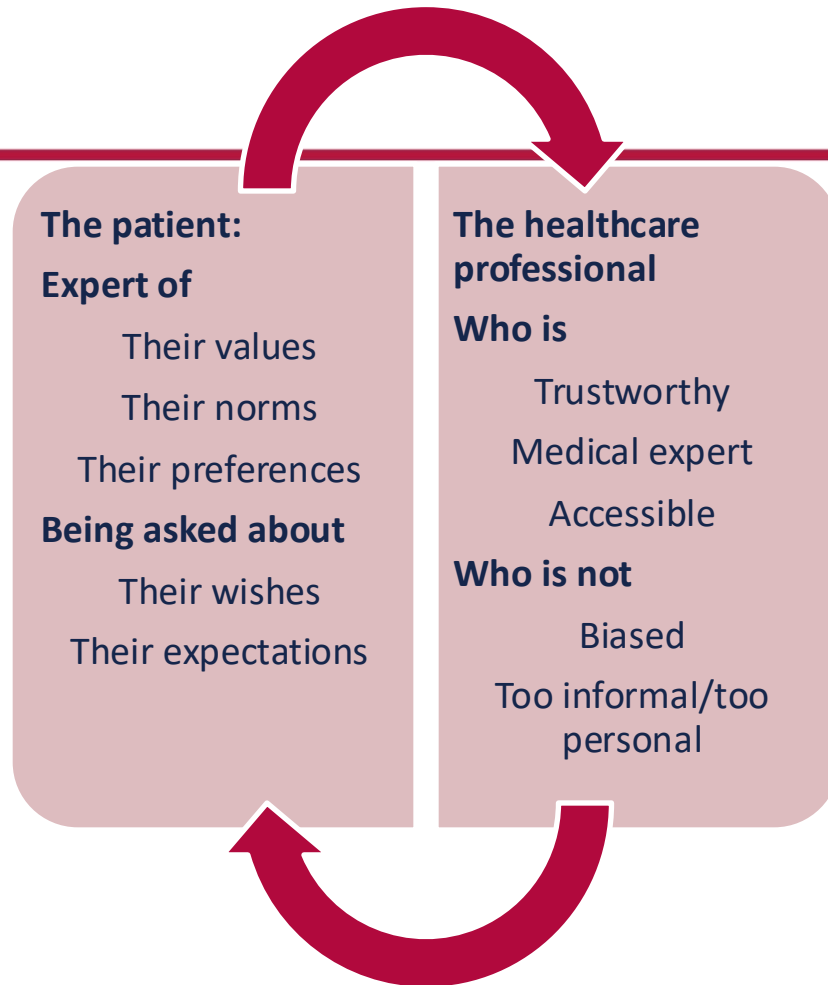 The patient:
Expert of
Their values
Their norms
Their preferences
Being asked about
Their wishes
Their expectations
The healthcare
professional
Who is
Trustworthy
Medical expert
Accessible
Who is not
Biased
Too informal/too
personal